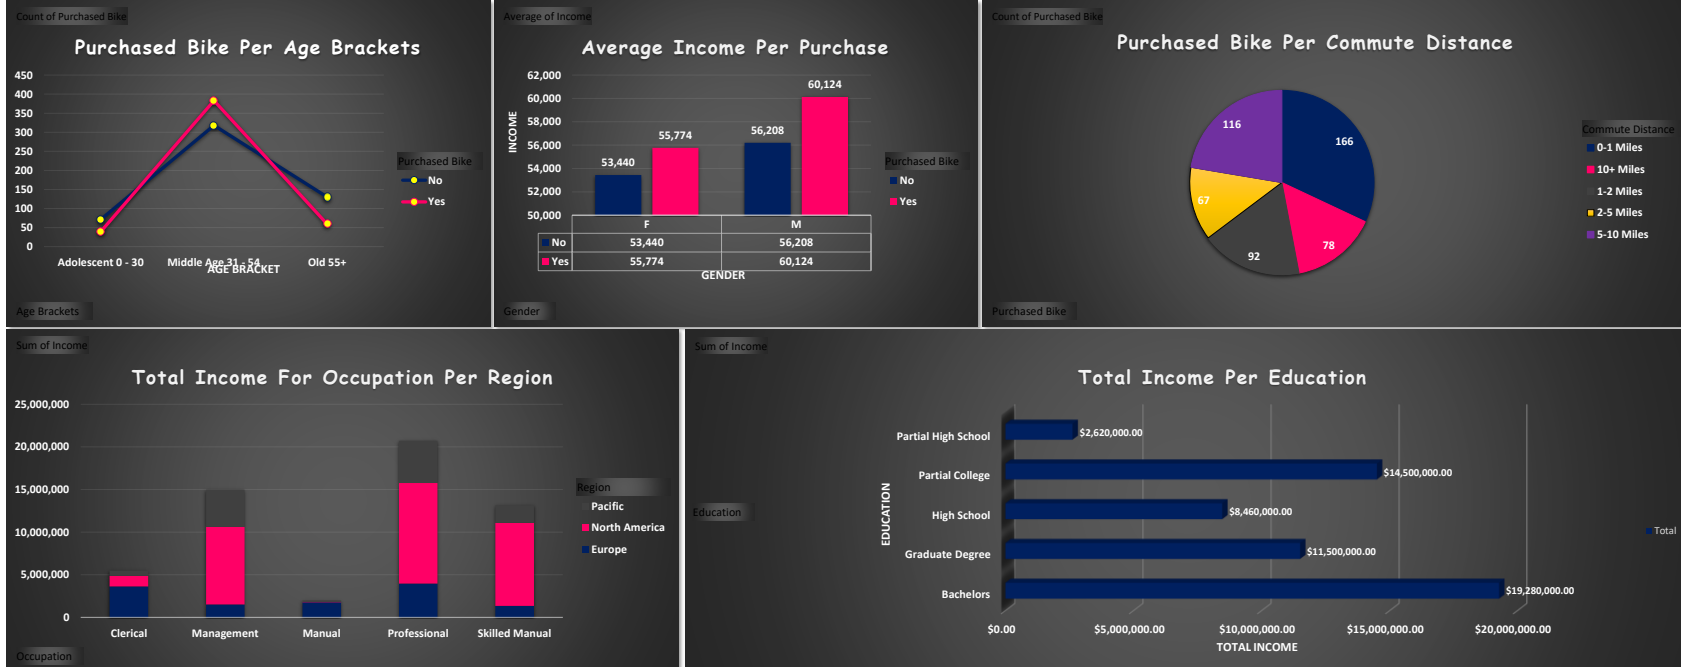 Count of Purchased Bike
Purchased Bike Per Age Brackets
450
400
350
300
250
200
150
100
50
0
Adolescent 0 - 30
Middle Age 31 - 54
Old 55+
AGE BRACKET
Purchased Bike
No
Yes
Age Brackets
Average of Income
Average Income Per Purchase
62,000
60,000
58,000
56,000
54,000
52,000
50,000
INCOME
53,440
55,774
56,208
60,124
F M
No 53,440 56,208
Yes 55,774 60,124
GENDER
Purchased Bike
No
Yes
Gender
Count of Purchased Bike
Purchased Bike Per Commute Distance
166
78
92
67
116
Commute Distance
0-1 Miles
10+ Miles
1-2 Miles
2-5 Miles
5-10 Miles
Purchased Bike
Sum of Income
Total Income For Occupation Per Region
25,000,000
20,000,000
15,000,000
10,000,000
5,000,000
0
Clerical
Management
Manual
Professional
Skilled Manual
Region
Pacific
North America
Europe
Occupation
Sum of Income
Total Income Per Education
Education
EDUCATION
Partial High School
$2,620,000.00
Partial College
$14,500,000.00
High School
$8,460,000.00
Graduate Degree
$11,500,000.00
Bachelors
$19,280,000.00
$0.00
$5,000,000.00
$10,000,000.00
$15,000,000.00
$20,000,000.00
TOTAL INCOME
Total